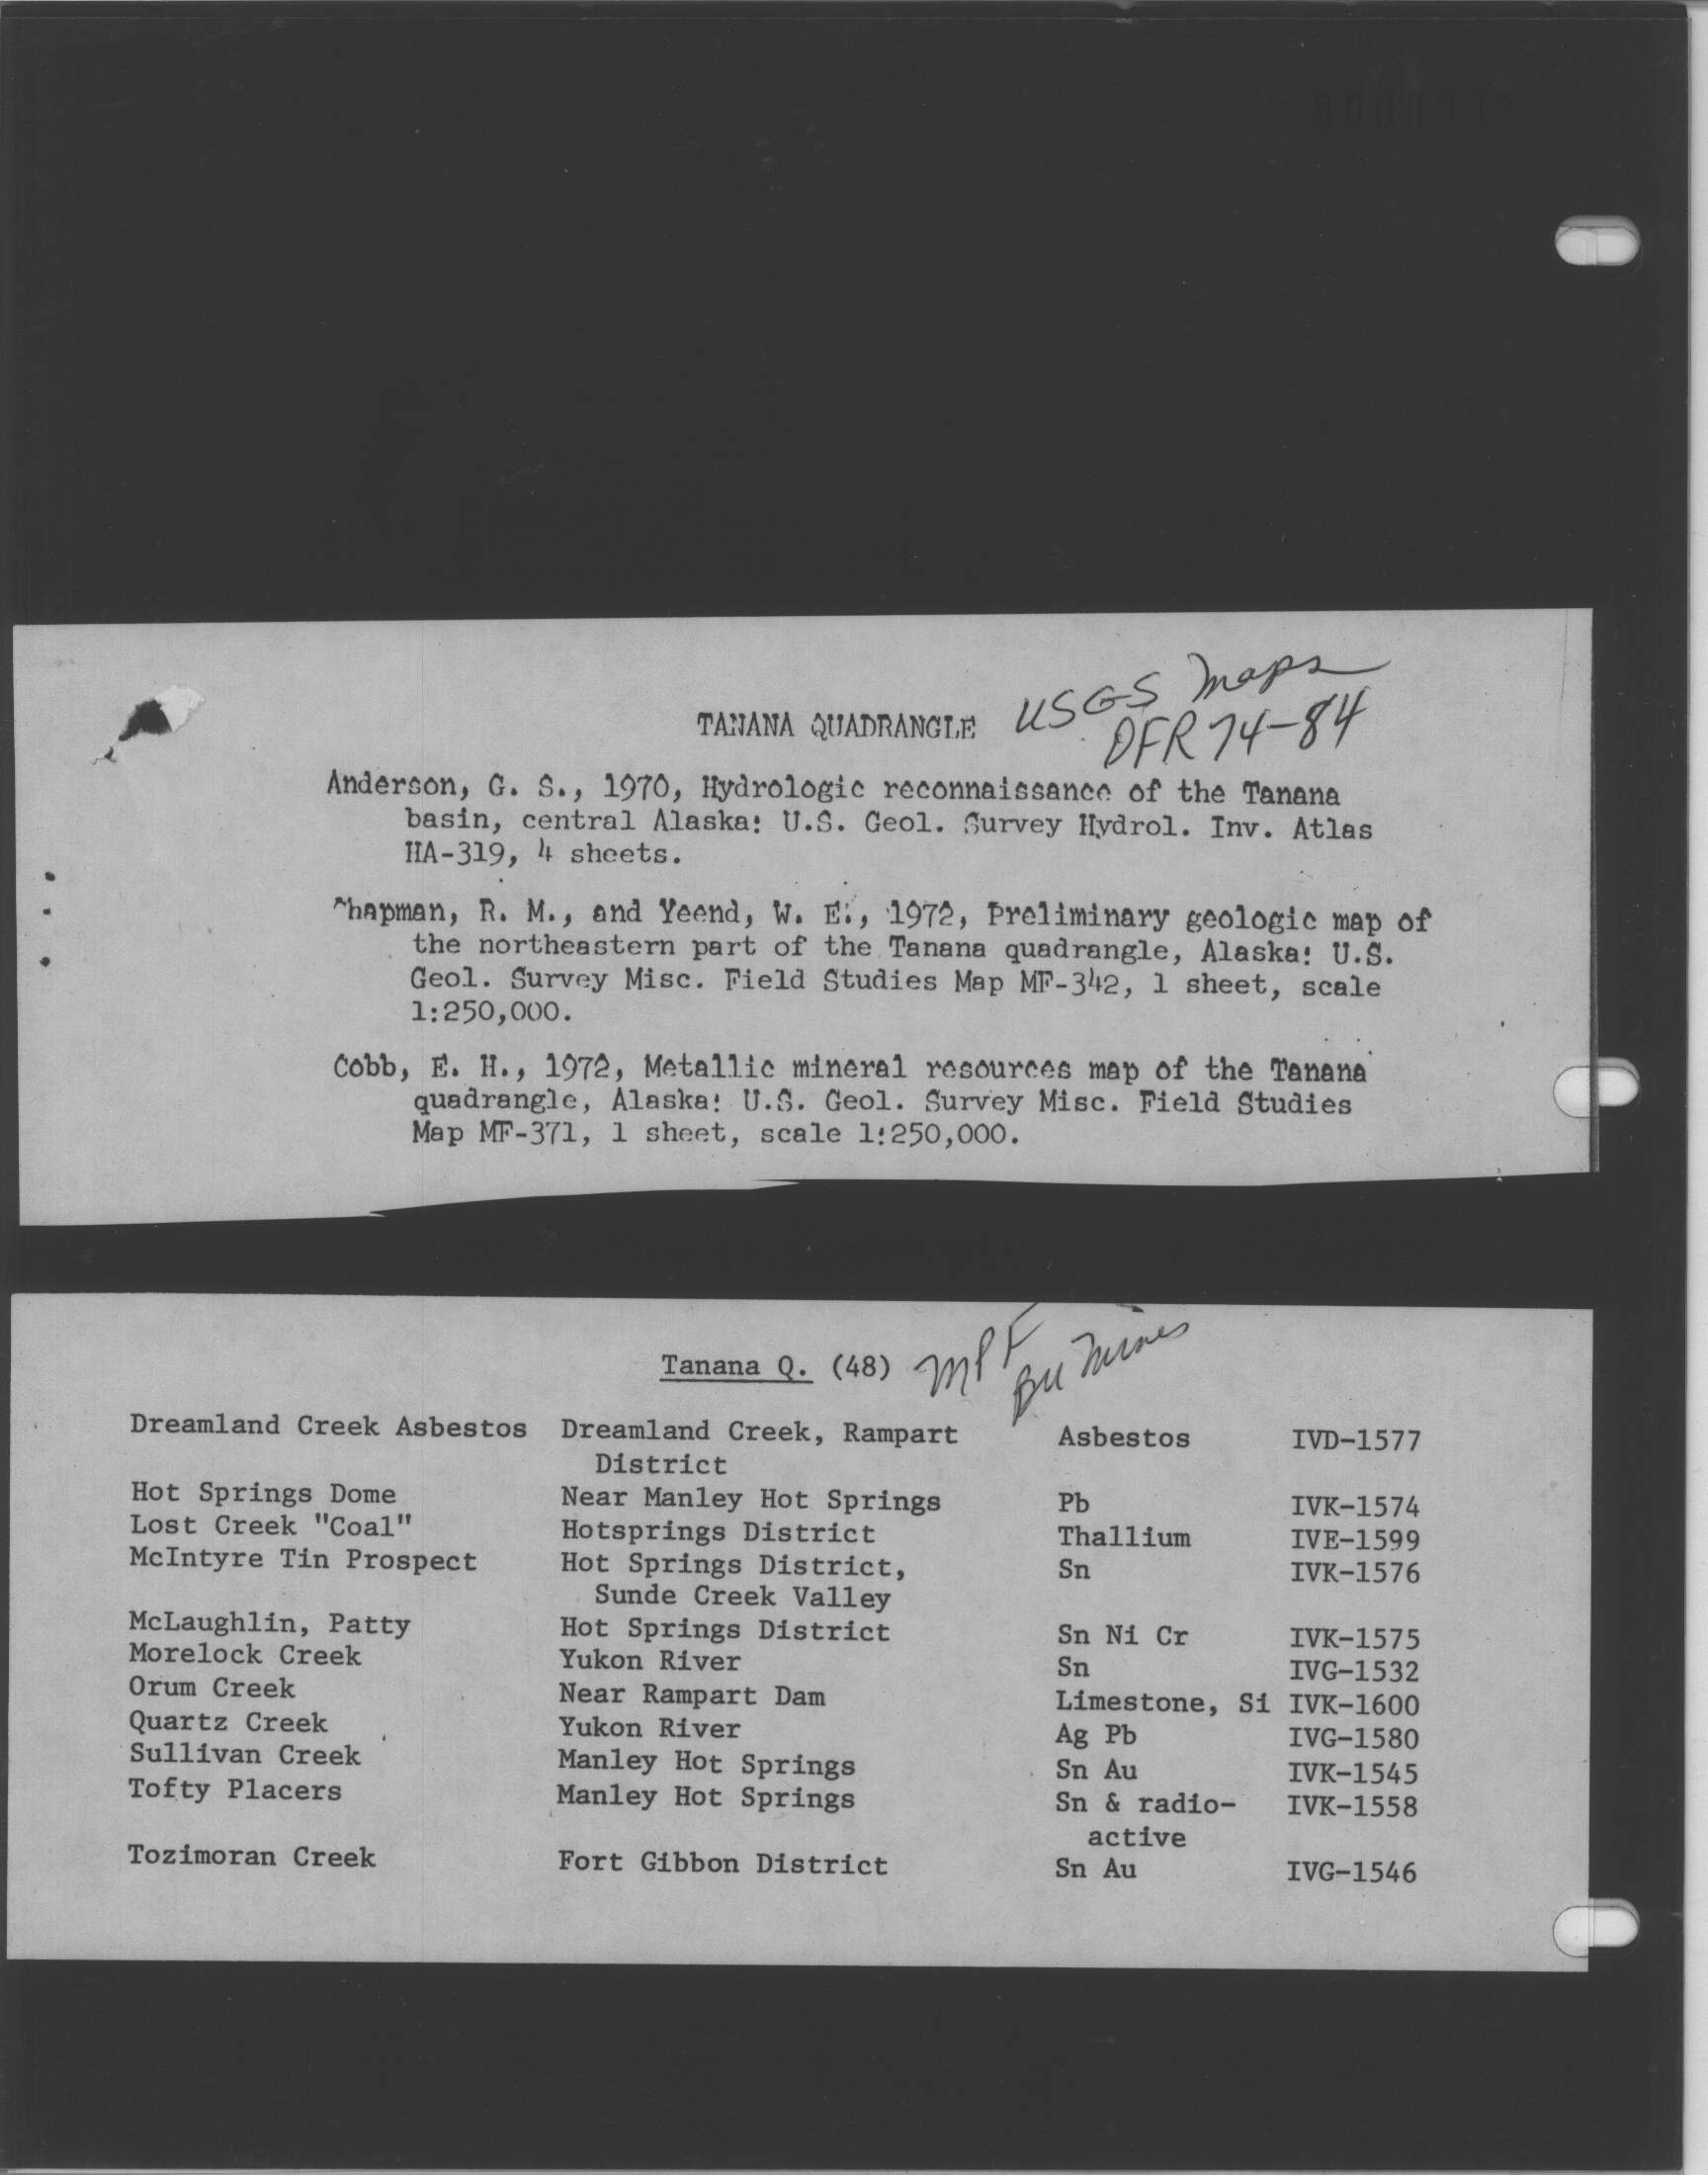 USGS Maps
TANANA QUADRANGLE
OFR 74-84
Anderson, G. S., 1970, Hydrologic reconnaissance of the Tanana
basin, central Alaska: U.S. Geol. Survey Hydrol. Inv. Atlas
HA-319, 4 sheets.
Chapman, R. M., and Yeend, W. E., 1972, Preliminary geologic map of
the northeastern part of the Tanana quadrangle, Alaska: U.S.
Geol. Survey Misc. Field Studies Map MF-342, 1 sheet, scale
1:250,000.
Cobb, E. H., 1972, Metallic mineral resources map of the Tanana
quadrangle, Alaska: U.S. Geol. Survey Misc. Field Studies
Map MF-371, 1 sheet, scale 1:250,000.
Tanana Q. (48) MPF
Bu Mines
Dreamland Creek Asbestos Dreamland Creek, Rampart Asbestos IVD-1577
District
Hot Springs Dome Near Manley Hot Springs Pb IVK-1574
Lost Creek "Coal" Hotsprings District Thallium IVE-1599
McIntyre Tin Prospect Hot Springs District, Sn IVK-1576
Sunde Creek Valley
McLaughlin, Patty Hot Springs District Sn Ni Cr IVK-1575
Morelock Creek Yukon River Sn IVG-1532
Orum Creek Near Rampart Dam Limestone, Si IVK-1600
Quartz Creek Yukon River Ag Pb IVG-1580
Sullivan Creek Manley Hot Springs Sn Au IVK-1545
Tofty Placers Manley Hot Springs Sn & radio- IVK-1558
active
Tozimoran Creek Fort Gibbon District Sn Au IVG-1546